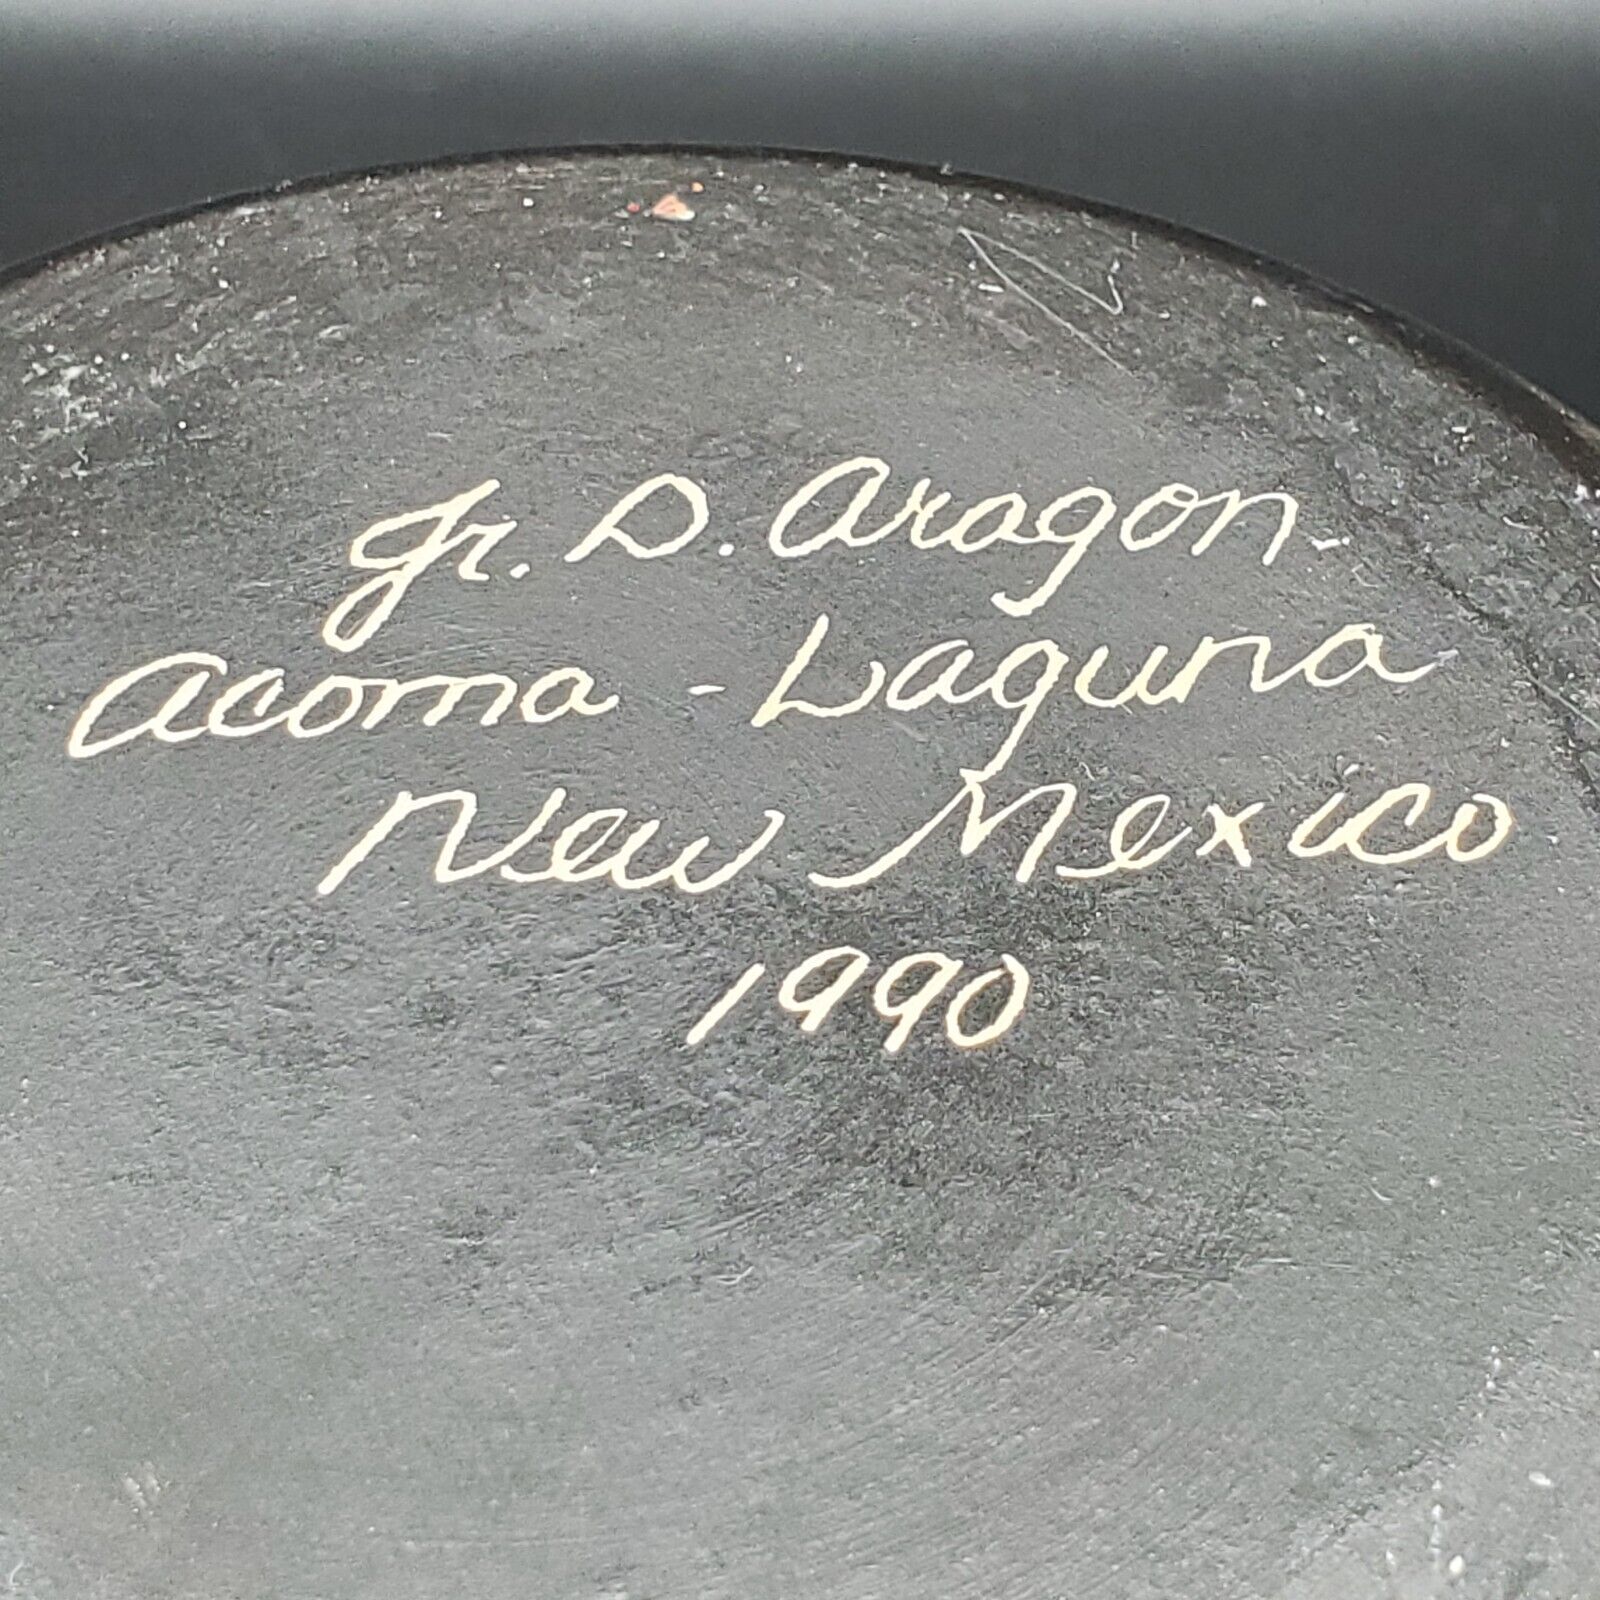 Jr. D. Aragon
Acoma - Laguna
New Mexico
1990